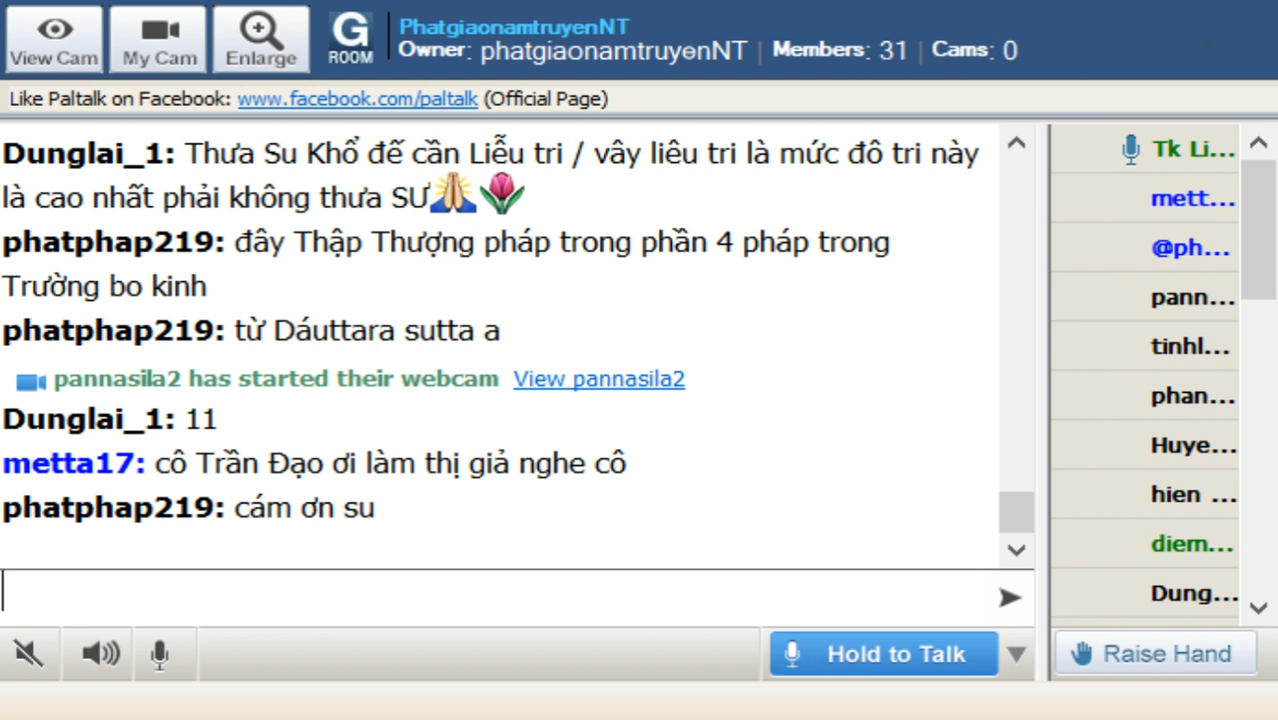 View Cam
My Cam
Enlarge
G
ROOM
PhatgiaonamtruyenNT
Owner: phatgiaonamtruyenNT | Members: 31 | Cams: 0
Like Paltalk on Facebook: www.facebook.com/paltalk (Official Page)
Dunglai_1: Thưa Su Khổ đế cần Liễu tri / vây liêu tri là mức đô tri này
là cao nhất phải không thưa SƯ
phatphap219: đây Thập Thượng pháp trong phần 4 pháp trong
Trường bo kinh
phatphap219: từ Dáuttara sutta a
pannasila2 has started their webcam View pannasila2
Dunglai_1: 11
metta17: cô Trần Đạo ơi làm thị giả nghe cô
phatphap219: cám ơn su
Tk Li...
mett...
@ph...
pann...
tinhl...
phan...
Huye...
hien ...
diem...
Dung...
Hold to Talk
Raise Hand